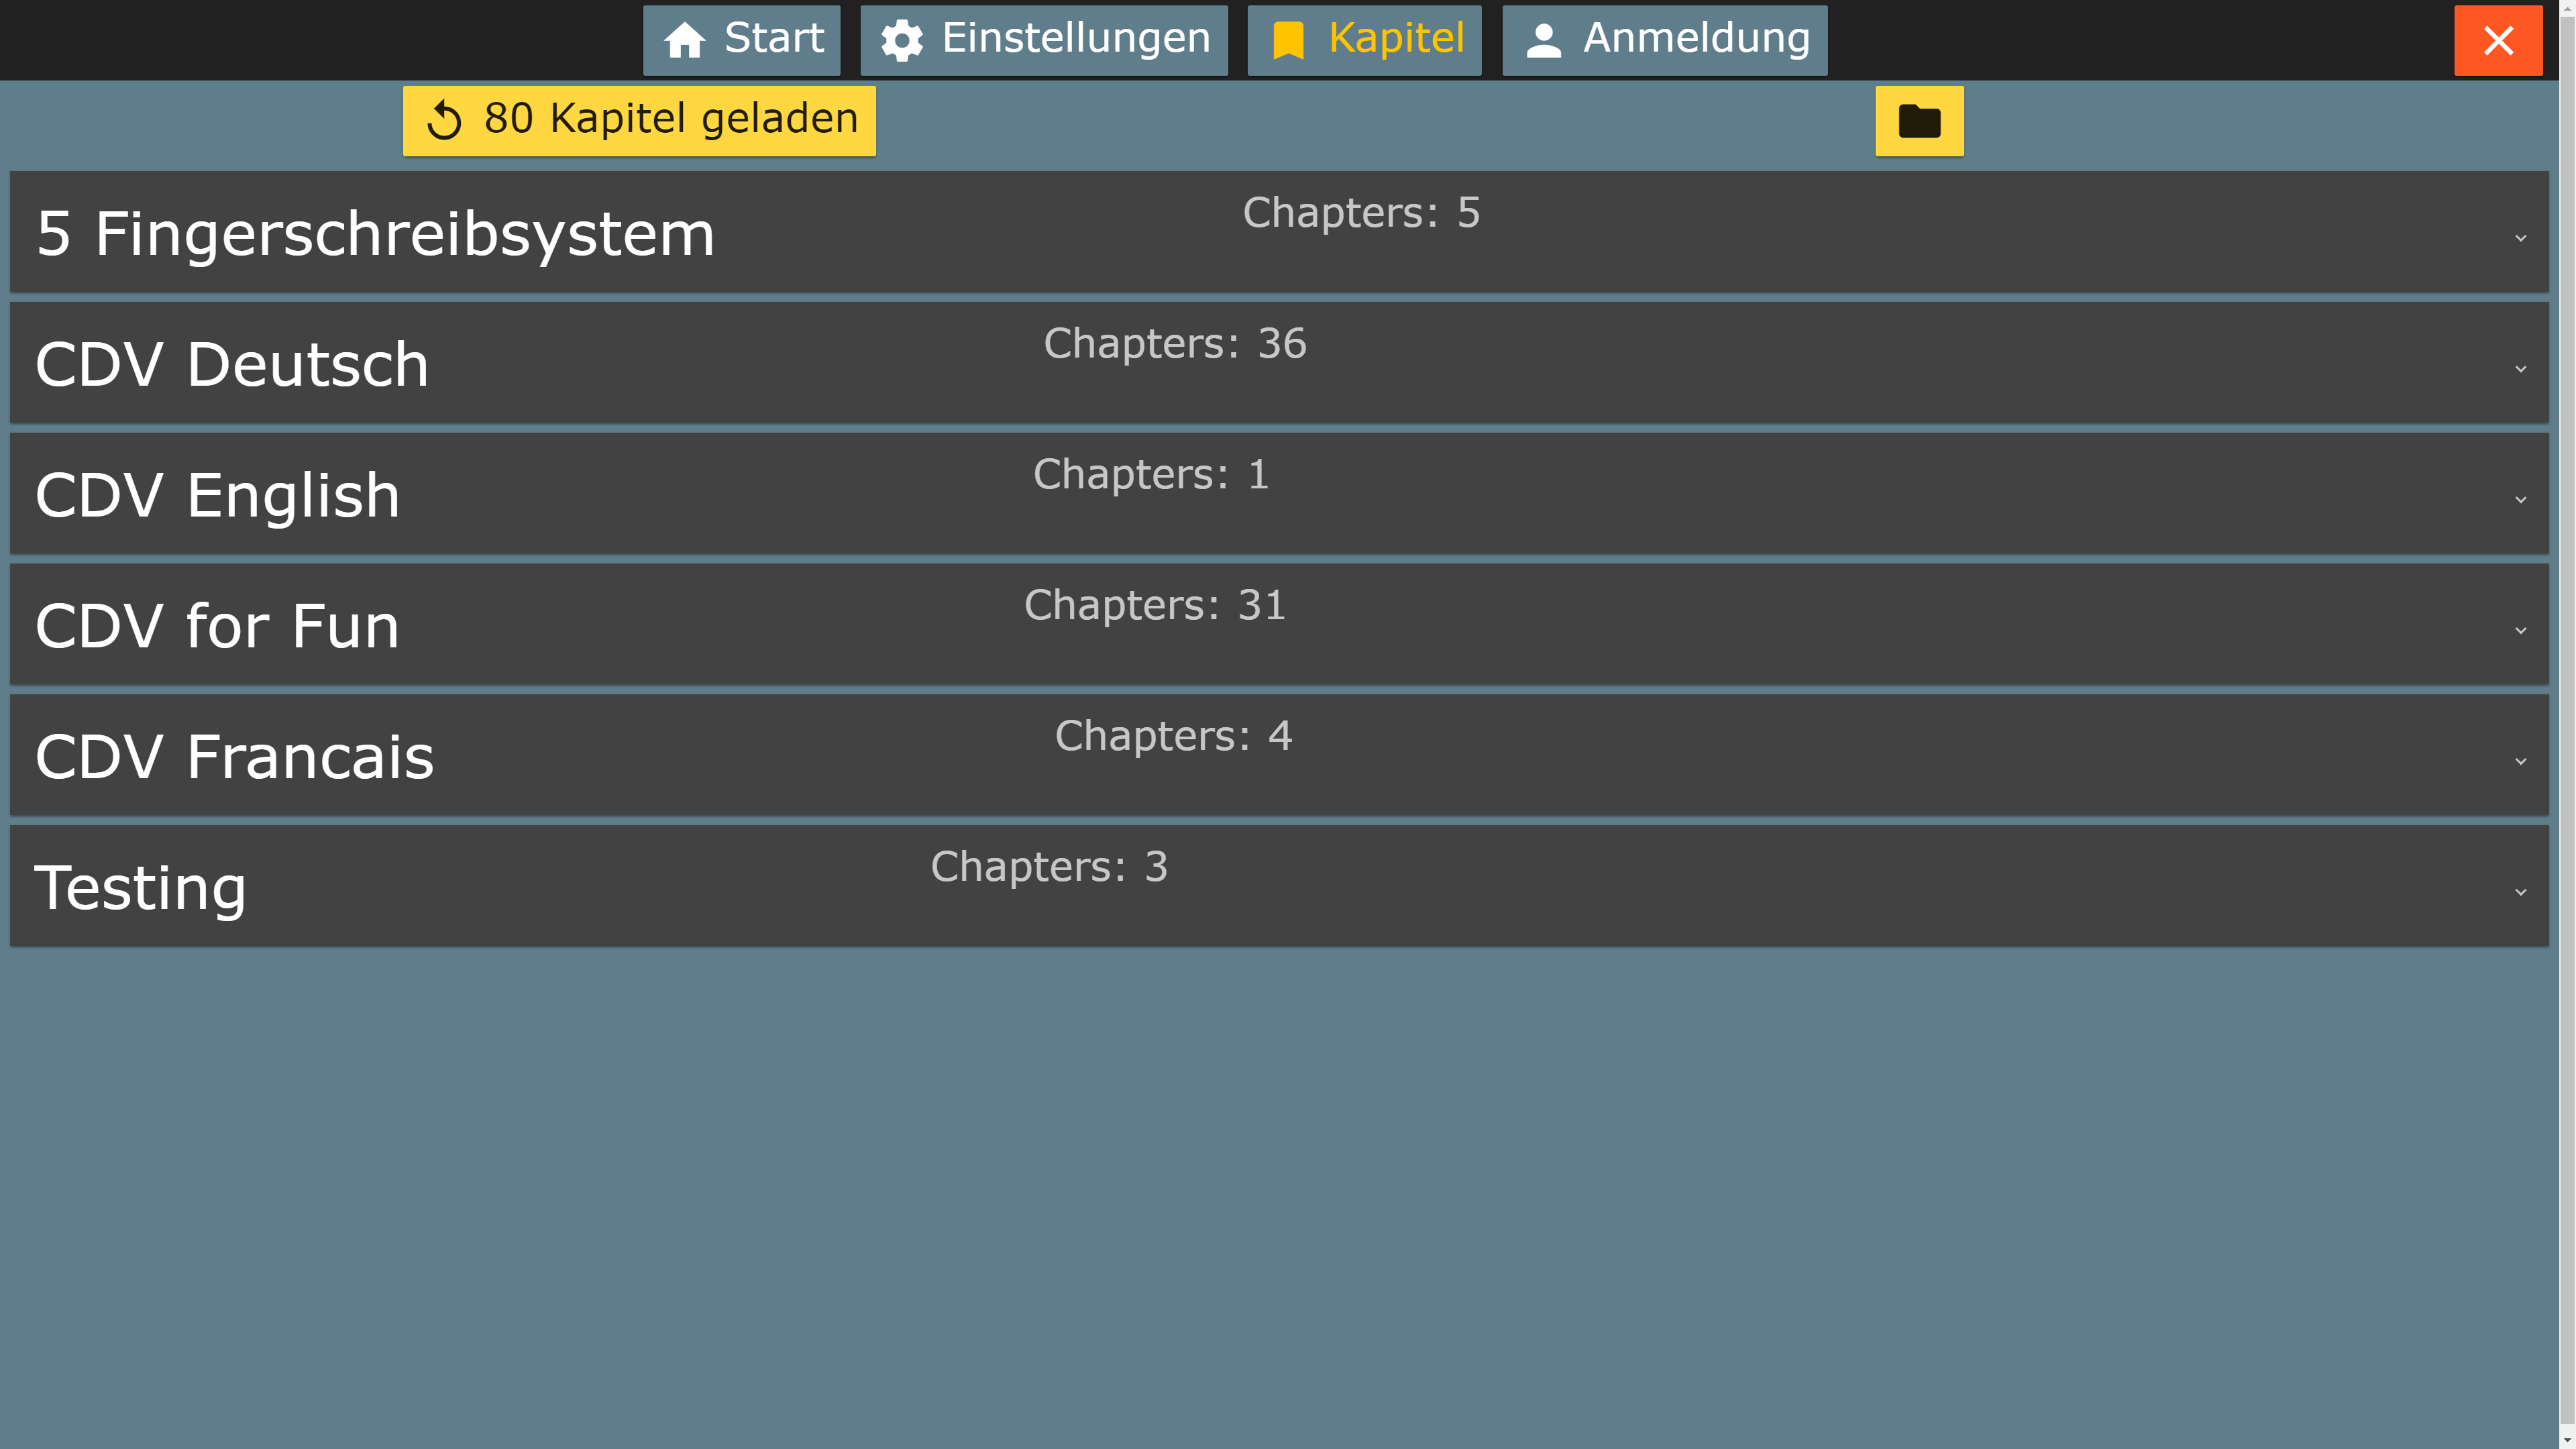 Start Einstellungen Kapitel Anmeldung
80 Kapitel geladen
5 Fingerschreibsystem Chapters: 5
CDV Deutsch Chapters: 36
CDV English Chapters: 1
CDV for Fun Chapters: 31
CDV Francais Chapters: 4
Testing Chapters: 3